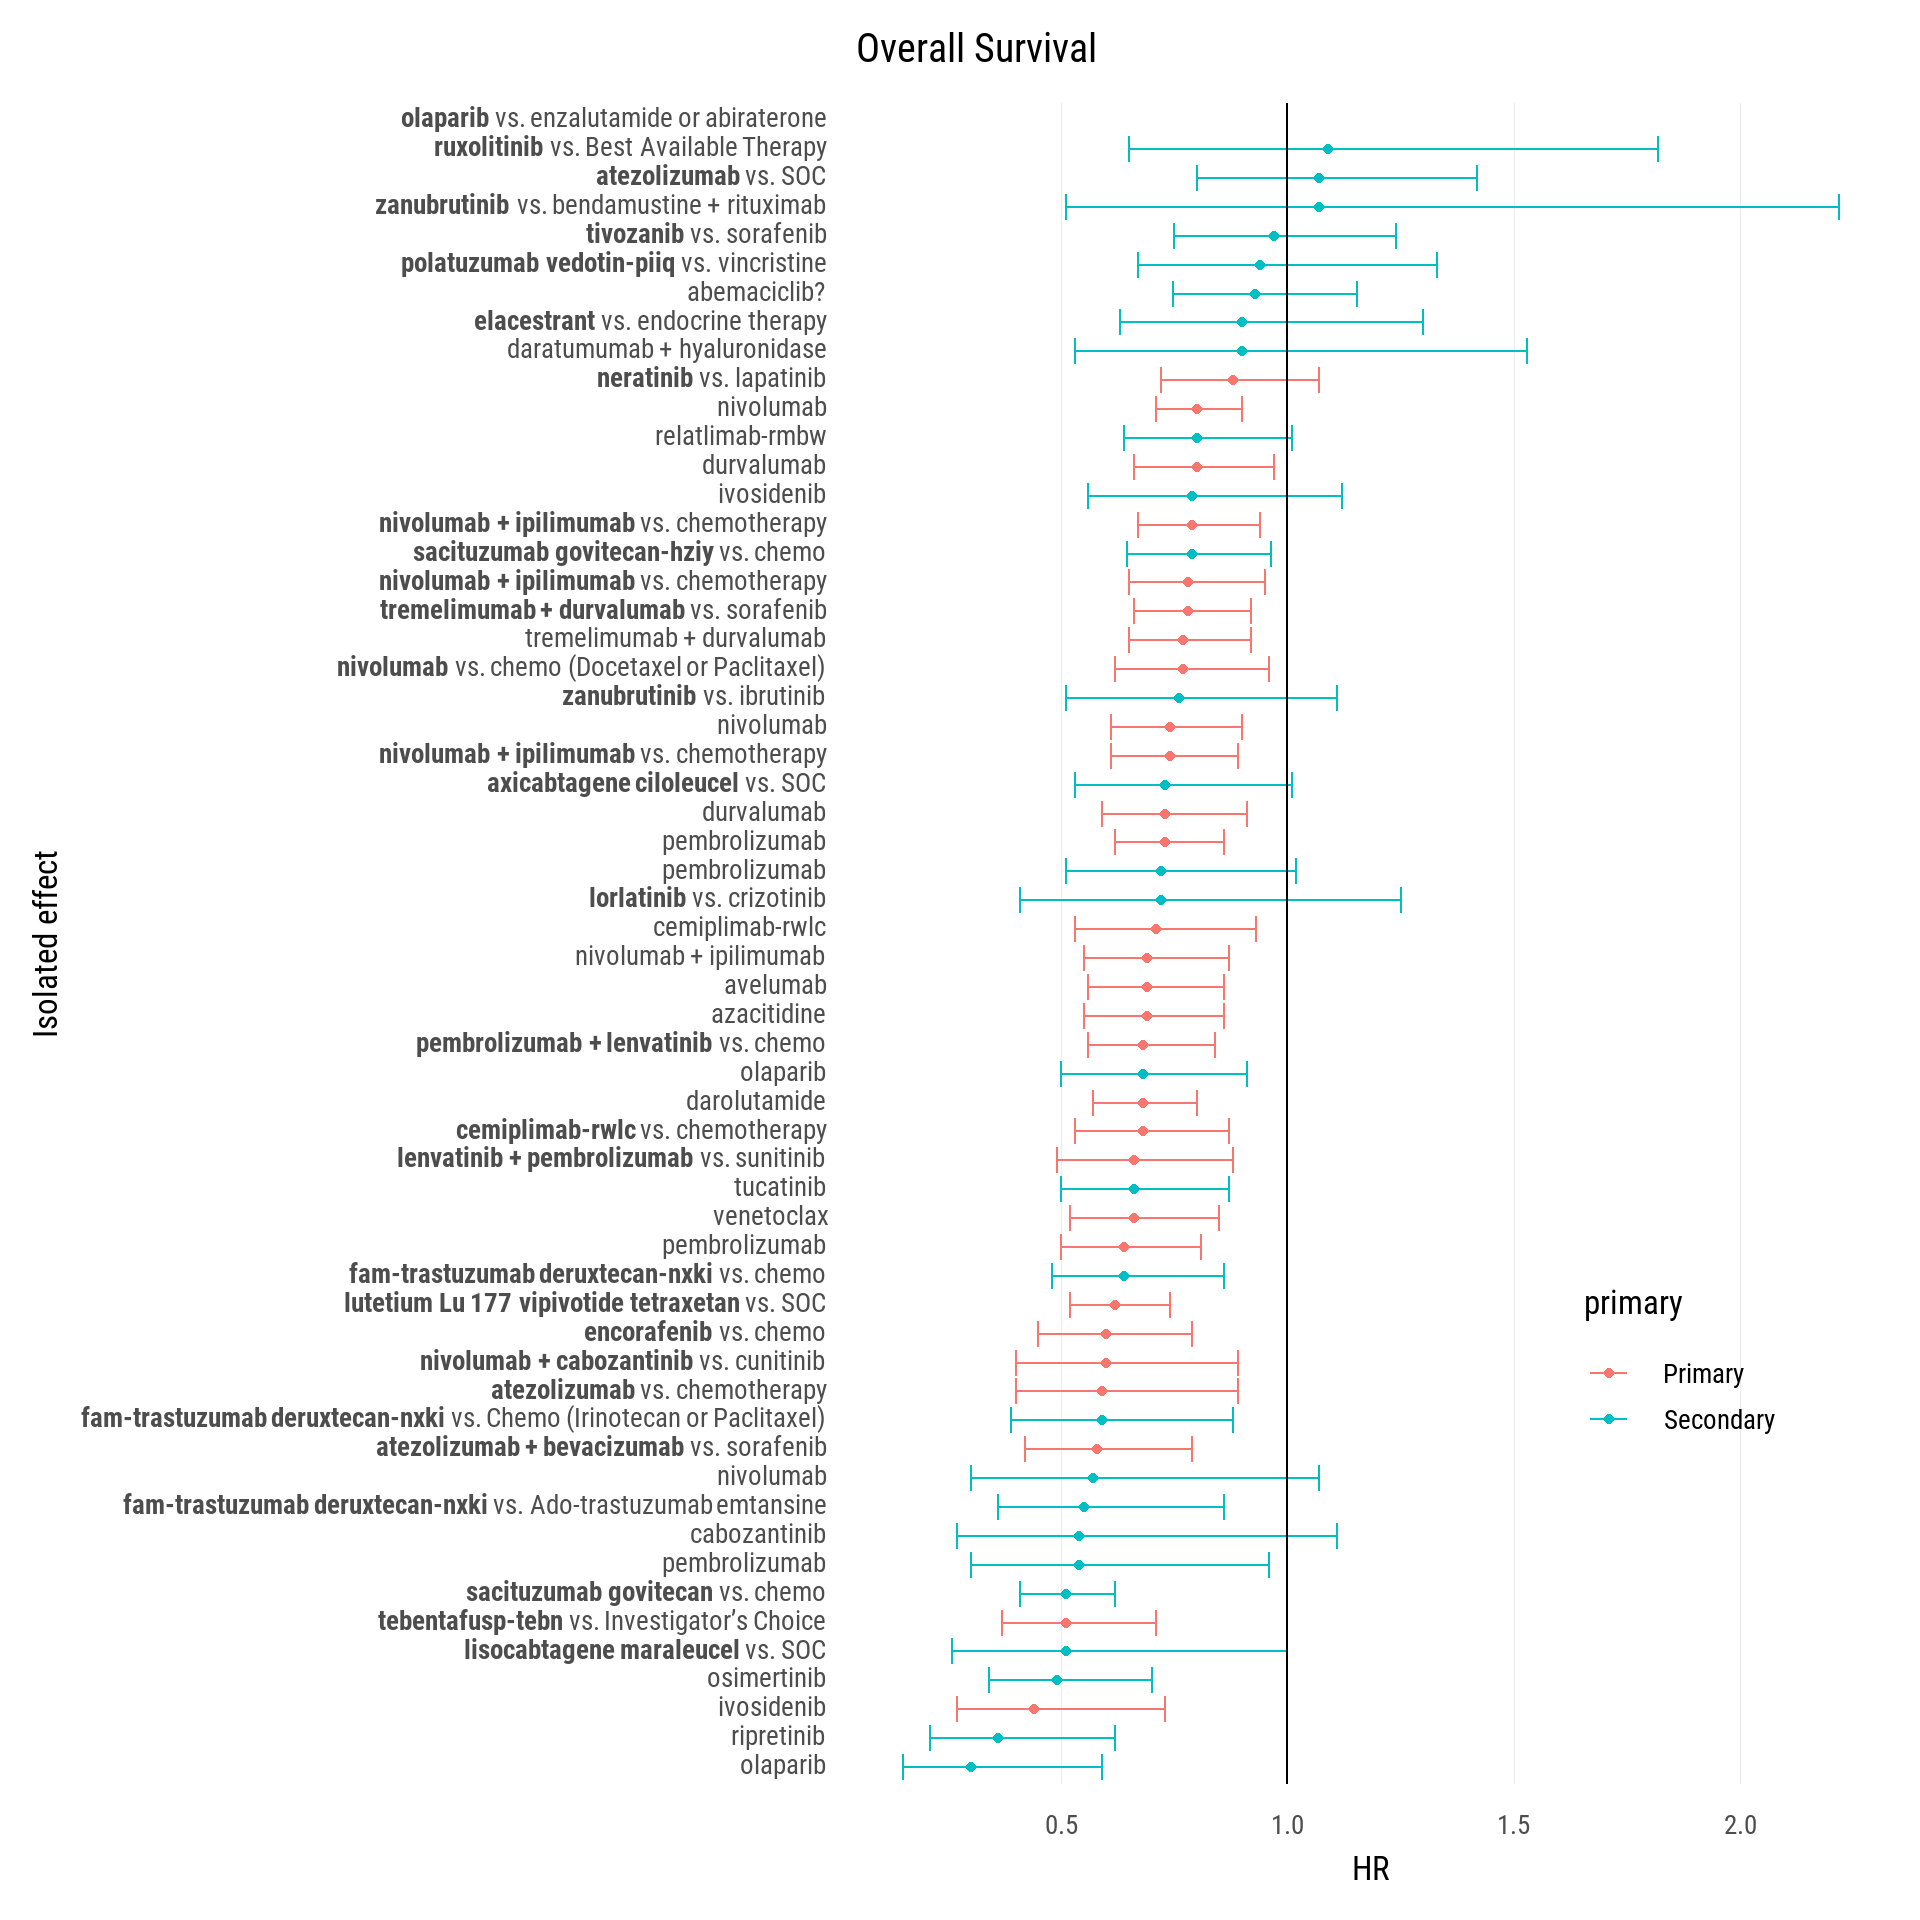 Overall Survival
olaparib vs. enzalutamide or abiraterone
ruxolitinib vs. Best Available Therapy
atezolizumab vs. SOC
zanubrutinib vs. bendamustine + rituximab
tivozanib vs. sorafenib
polatuzumab vedotin-piiq vs. vincristine
abemaciclib?
elacestrant vs. endocrine therapy
daratumumab + hyaluronidase
neratinib vs. lapatinib
nivolumab
relatlimab-rmbw
durvalumab
ivosidenib
nivolumab + ipilimumab vs. chemotherapy
sacituzumab govitecan-hziy vs. chemo
nivolumab + ipilimumab vs. chemotherapy
tremelimumab + durvalumab vs. sorafenib
tremelimumab + durvalumab
nivolumab vs. chemo (Docetaxel or Paclitaxel)
zanubrutinib vs. ibrutinib
nivolumab
nivolumab + ipilimumab vs. chemotherapy
axicabtagene ciloleucel vs. SOC
durvalumab
pembrolizumab
pembrolizumab
lorlatinib vs. crizotinib
cemiplimab-rwlc
nivolumab + ipilimumab
avelumab
azacitidine
pembrolizumab + lenvatinib vs. chemo
olaparib
darolutamide
cemiplimab-rwlc vs. chemotherapy
lenvatinib + pembrolizumab vs. sunitinib
tucatinib
venetoclax
pembrolizumab
fam-trastuzumab deruxtecan-nxki vs. chemo
lutetium Lu 177 vipivotide tetraxetan vs. SOC
encorafenib vs. chemo
nivolumab + cabozantinib vs. cunitinib
atezolizumab vs. chemotherapy
fam-trastuzumab deruxtecan-nxki vs. Chemo (Irinotecan or Paclitaxel)
atezolizumab + bevacizumab vs. sorafenib
nivolumab
fam-trastuzumab deruxtecan-nxki vs. Ado-trastuzumab emtansine
cabozantinib
pembrolizumab
sacituzumab govitecan vs. chemo
tebentafusp-tebn vs. Investigator’s Choice
lisocabtagene maraleucel vs. SOC
osimertinib
ivosidenib
ripretinib
olaparib
Isolated effect
0.5 1.0 1.5 2.0
HR
primary
Primary
Secondary